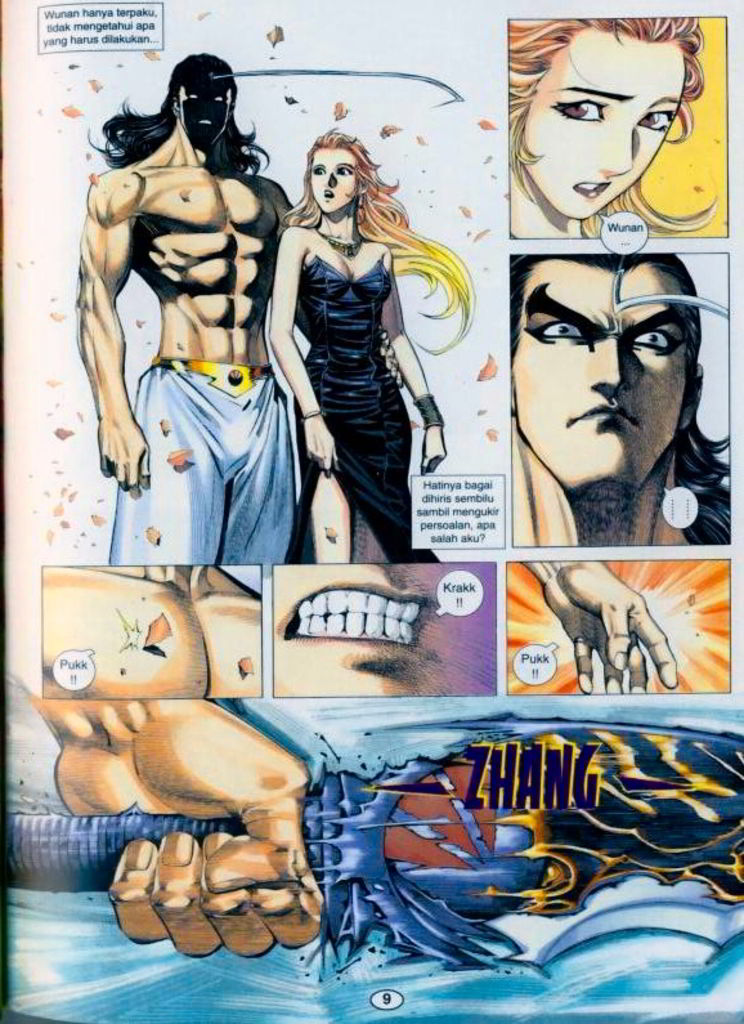 Wunan hanya terpaku,
tidak mengetahui apa
yang harus dilakukan...
Wunan
...
Hatinya bagai
dihiris sembilu
sambil mengukir
persoalan, apa
salah aku?
Pukk
!!
Krakk
!!
Pukk
!!
ZHANG
9